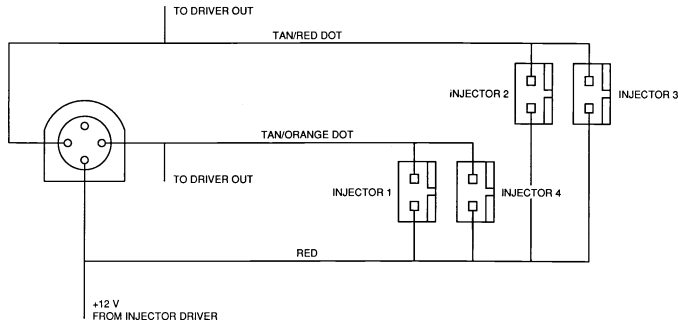 TO DRIVER OUT
TAN/RED DOT
INJECTOR 2
INJECTOR 3
TAN/ORANGE DOT
TO DRIVER OUT
INJECTOR 1
INJECTOR 4
RED
+12 V
FROM INJECTOR DRIVER